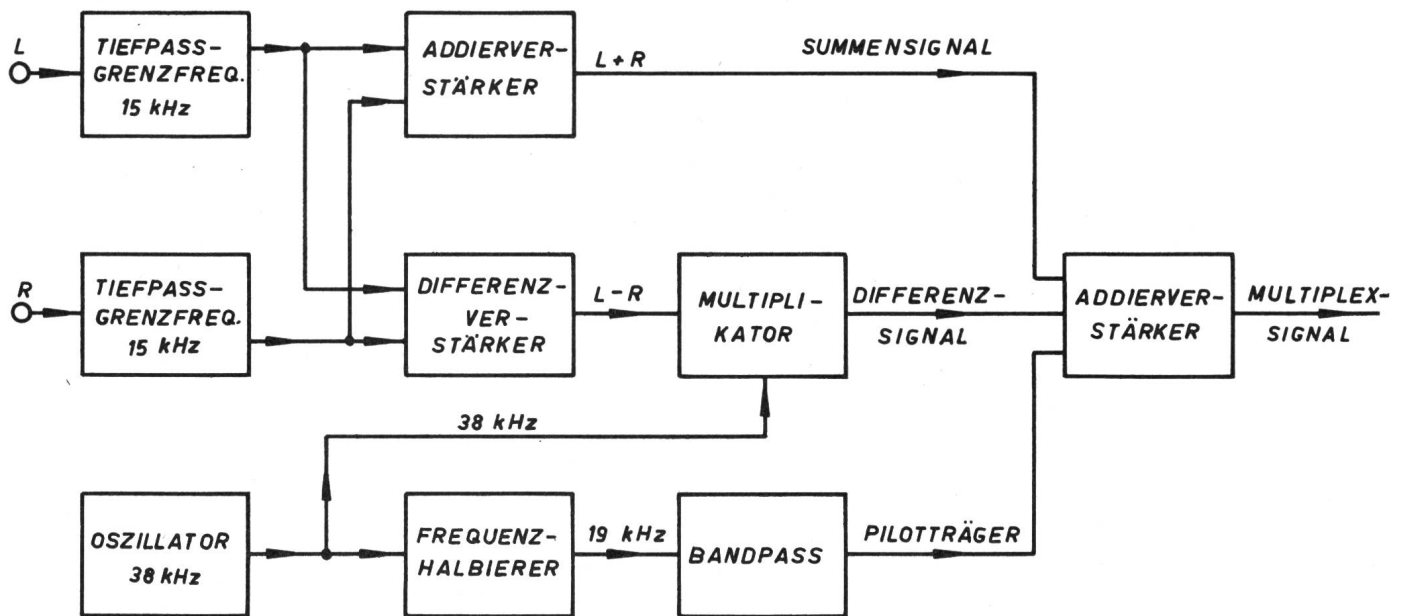 L
TIEFPASS-
GRENZFREQ.
15 kHz
ADDIERVER-
STÄRKER
L+R
SUMMENSIGNAL
R
TIEFPASS-
GRENZFREQ.
15 kHz
DIFFERENZ-
VER-
STÄRKER
L-R
MULTIPLI-
KATOR
DIFFERENZ-
SIGNAL
ADDIERVER-
STÄRKER
MULTIPLEX-
SIGNAL
38 kHz
OSZILLATOR
38 kHz
FREQUENZ-
HALBIERER
19 kHz
BANDPASS
PILOTTRÄGER